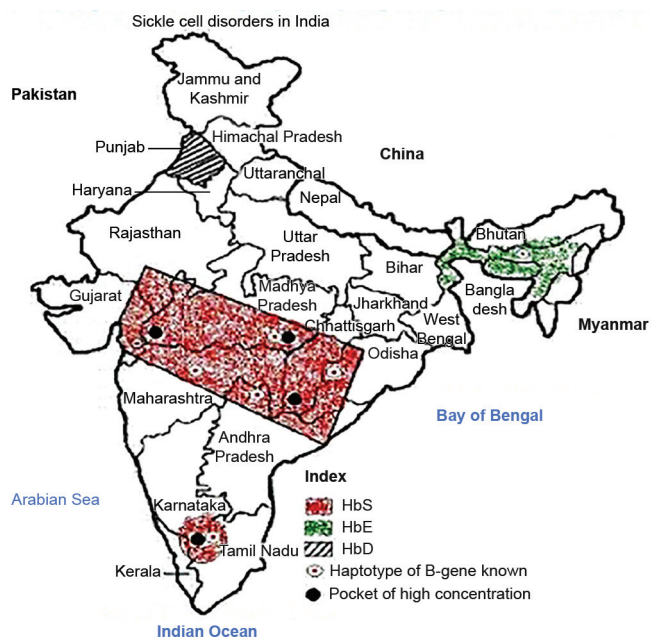 Sickle cell disorders in India
Jammu and
Kashmir
Pakistan
Himachal Pradesh
Punjab
China
Uttaranchal
Haryana
Nepal
Rajasthan
Uttar
Pradesh
Bhutan
Bihar
Gujarat
Madhya
Pradesh
Jharkhand
Bangla
desh
Chhattisgarh
West
Bengal
Myanmar
Odisha
Maharashtra
Bay of Bengal
Andhra
Pradesh
Arabian Sea
Karnataka
Tamil Nadu
Kerala
Index
HbS
HbE
HbD
Haptotype of B-gene known
Pocket of high concentration
Indian Ocean